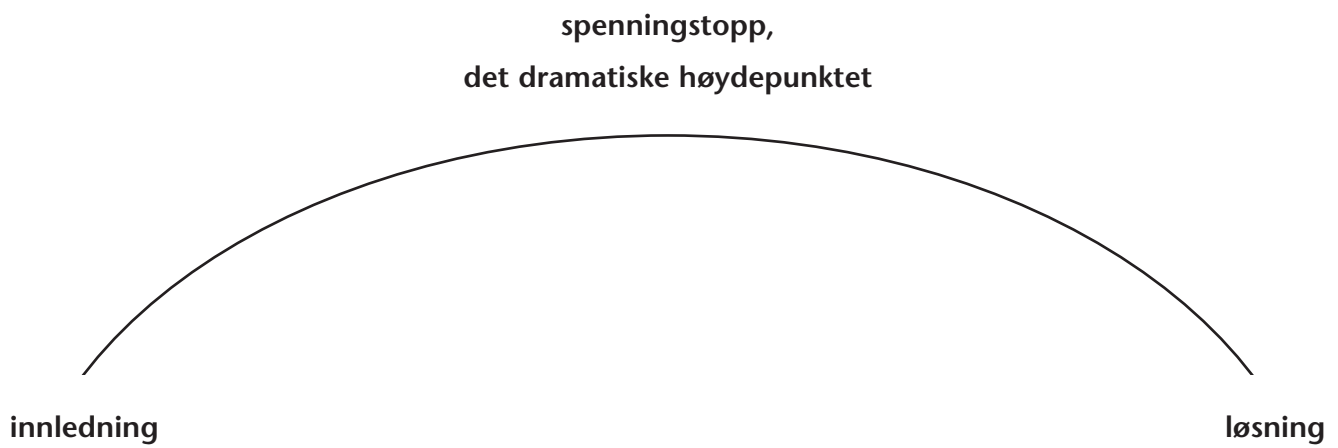 spenningstopp,
det dramatiske høydepunktet
innledning
løsning